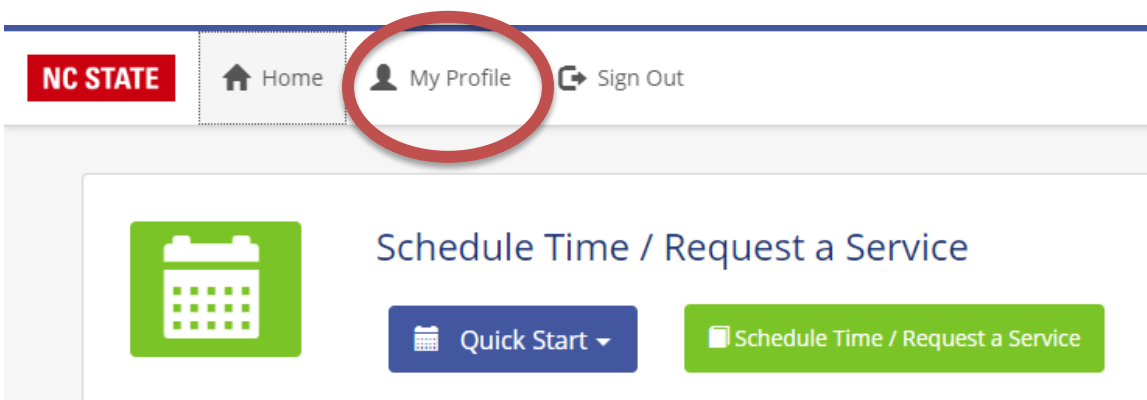 NC STATE Home My Profile Sign Out
Schedule Time / Request a Service
Quick Start Schedule Time / Request a Service